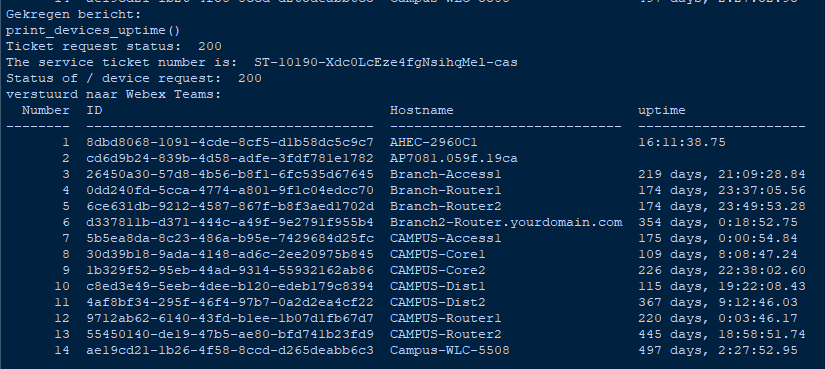 Gekregen bericht:
print_devices_uptime()
Ticket request status:  200
The service ticket number is:  ST-10190-Xdc0LcEze4fgNsihqMel-cas
Status of / device request:  200
verstuurd naar Webex Teams:
  Number  ID                                    Hostname                       uptime
--------  ------------------------------------  -----------------------------  ---------------------
       1  8dbd8068-1091-4cde-8cf5-d1b58dc5c9c7  AHEC-2960C1                    16:11:38.75
       2  cd6d9b24-839b-4d58-adfe-3fdf781e1782  AP7081.059f.19ca
       3  26450a30-57d8-4b56-b8f1-6fc535d67645  Branch-Access1                 219 days, 21:09:28.84
       4  0dd240fd-5cca-4774-a801-9f1c04edcc70  Branch-Router1                 174 days, 23:37:05.56
       5  6ce631db-9212-4587-867f-b8f3aed1702d  Branch-Router2                 174 days, 23:49:53.28
       6  d337811b-d371-444c-a49f-9e2791f955b4  Branch2-Router.yourdomain.com  354 days, 0:18:52.75
       7  5b5ea8da-8c23-486a-b95e-7429684d25fc  CAMPUS-Access1                 175 days, 0:00:54.84
       8  30d39b18-9ada-4148-ad6c-2ee20975b845  CAMPUS-Core1                   109 days, 8:08:47.24
       9  1b329f52-95eb-44ad-9314-55932162ab86  CAMPUS-Core2                   226 days, 22:38:02.60
      10  c8ed3e49-5eeb-4dee-b120-edeb179c8394  CAMPUS-Dist1                   115 days, 19:22:08.43
      11  4af8bf34-295f-46f4-97b7-0a2d2ea4cf22  CAMPUS-Dist2                   367 days, 9:12:46.03
      12  9712ab62-6140-43fd-b1ee-1b07d1fb67d7  CAMPUS-Router1                 220 days, 0:03:46.17
      13  55450140-de19-47b5-ae80-bfd741b23fd9  CAMPUS-Router2                 445 days, 18:58:51.74
      14  ae19cd21-1b26-4f58-8ccd-d265deabb6c3  Campus-WLC-5508                497 days, 2:27:52.95